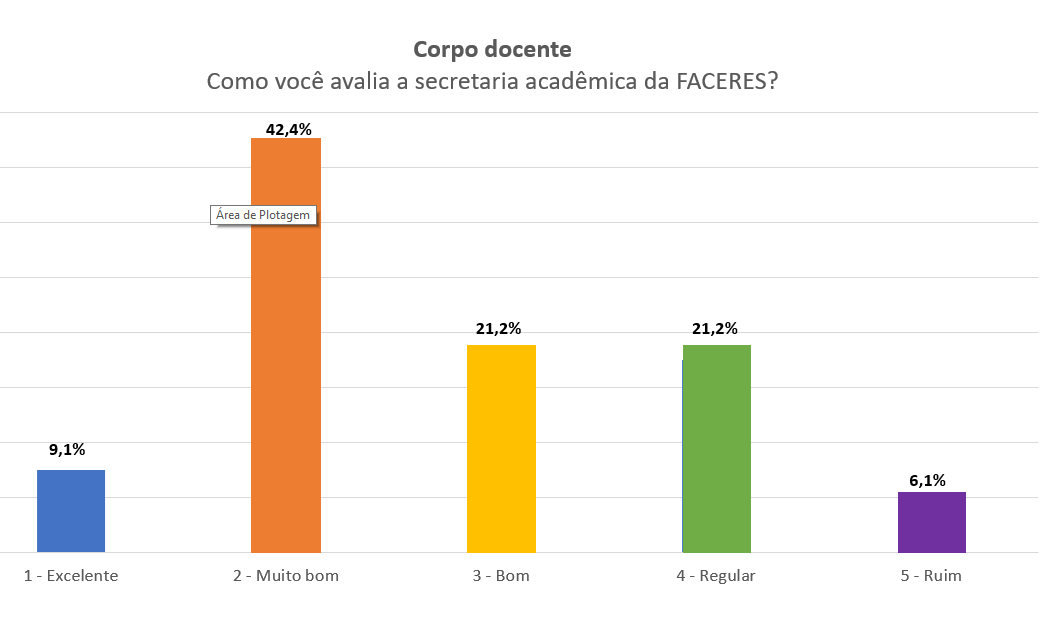 Corpo docente
Como você avalia a secretaria acadêmica da FACERES?
42,4%
Área de Plotagem
21,2%
21,2%
9,1%
6,1%
1 - Excelente
2 - Muito bom
3 - Bom
4 - Regular
5 - Ruim